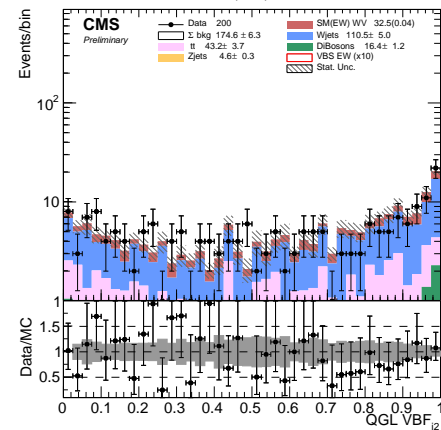 CMS
Preliminary
Data 200
Σ bkg 174.6 ± 6.3
tt 43.2± 3.7
Zjets 4.6± 0.3
SM(EW) WV 32.5(0.04)
Wjets 110.5± 5.0
DiBosons 16.4± 1.2
VBS EW (x10)
Stat. Unc.
Events/bin
10²
10
1
Data/MC
1.5
1
0.5
0 0.1 0.2 0.3 0.4 0.5 0.6 0.7 0.8 0.9 1
QGL VBF i2